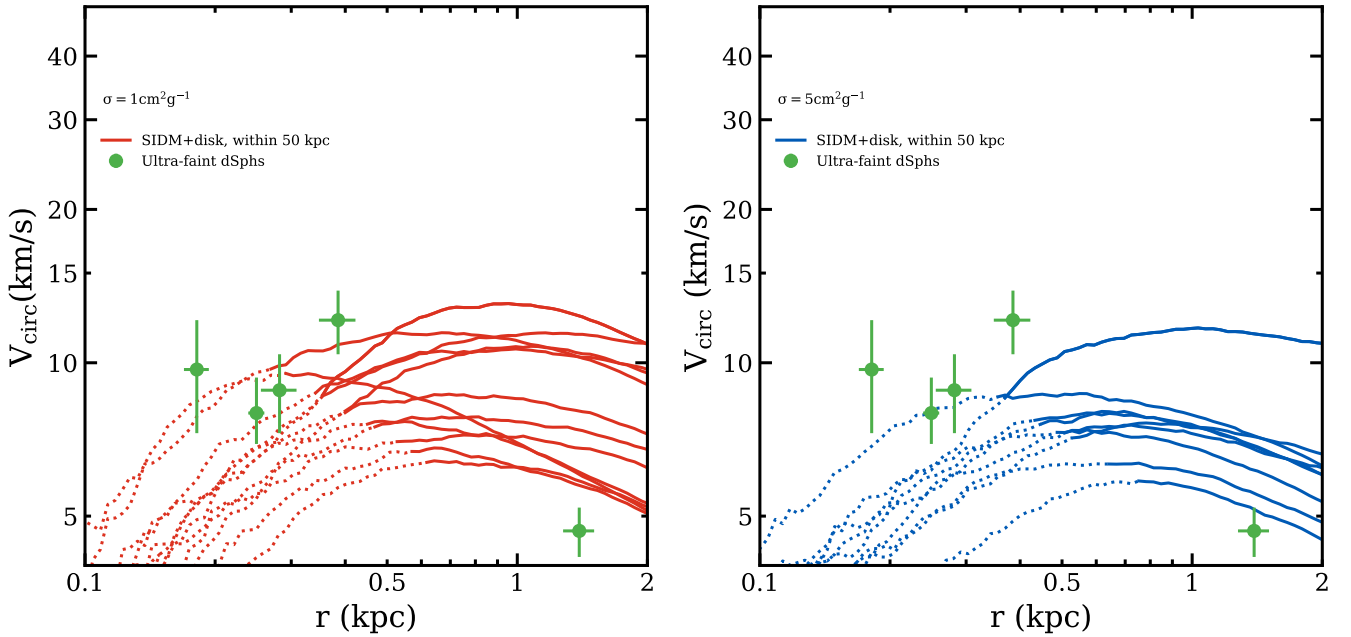 40
30
20
15
10
5
σ = 1cm²g⁻¹
SIDM+disk, within 50 kpc
Ultra-faint dSphs
V_circ(km/s)
0.1 0.5 1 2
r (kpc)
40
30
20
15
10
5
σ = 5cm²g⁻¹
SIDM+disk, within 50 kpc
Ultra-faint dSphs
V_circ (km/s)
0.1 0.5 1 2
r (kpc)